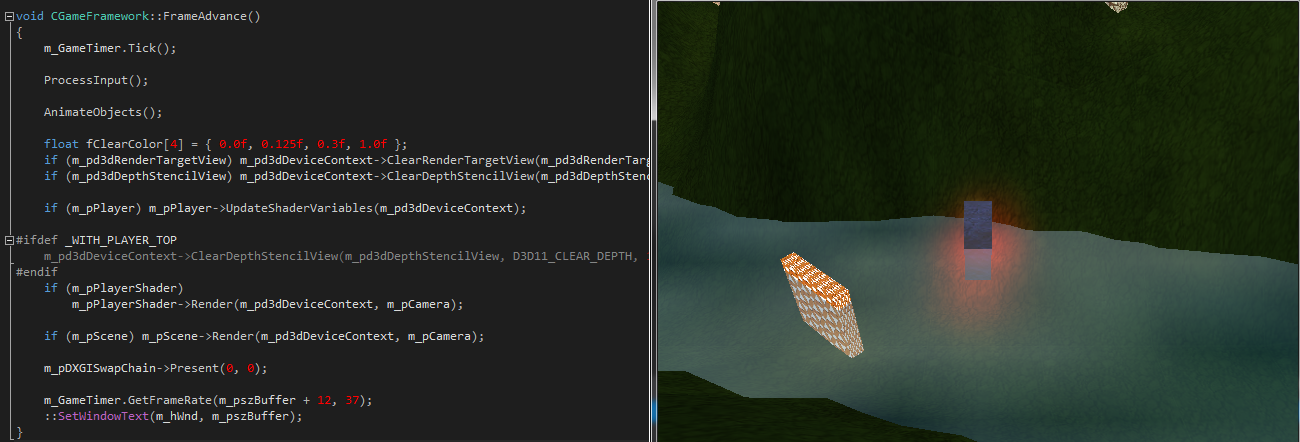 void CGameFramework::FrameAdvance()
{
m_GameTimer.Tick();
ProcessInput();
AnimateObjects();
float fClearColor[4] = { 0.0f, 0.125f, 0.3f, 1.0f };
if (m_pd3dRenderTargetView) m_pd3dDeviceContext->ClearRenderTargetView(m_pd3dRenderTarg
if (m_pd3dDepthStencilView) m_pd3dDeviceContext->ClearDepthStencilView(m_pd3dDepthStenc
if (m_pPlayer) m_pPlayer->UpdateShaderVariables(m_pd3dDeviceContext);
#ifdef _WITH_PLAYER_TOP
m_pd3dDeviceContext->ClearDepthStencilView(m_pd3dDepthStencilView, D3D11_CLEAR_DEPTH,
#endif
if (m_pPlayerShader)
m_pPlayerShader->Render(m_pd3dDeviceContext, m_pCamera);
if (m_pScene) m_pScene->Render(m_pd3dDeviceContext, m_pCamera);
m_pDXGISwapChain->Present(0, 0);
m_GameTimer.GetFrameRate(m_pszBuffer + 12, 37);
::SetWindowText(m_hWnd, m_pszBuffer);
}